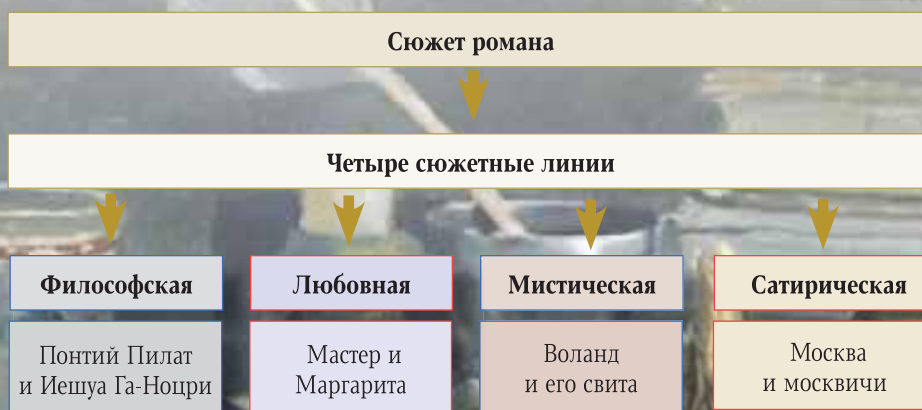 Сюжет романа
Четыре сюжетные линии
Философская
Любовная
Мистическая
Сатирическая
Понтий Пилат
и Иешуа Га-Ноцри
Мастер и
Маргарита
Воланд
и его свита
Москва
и москвичи